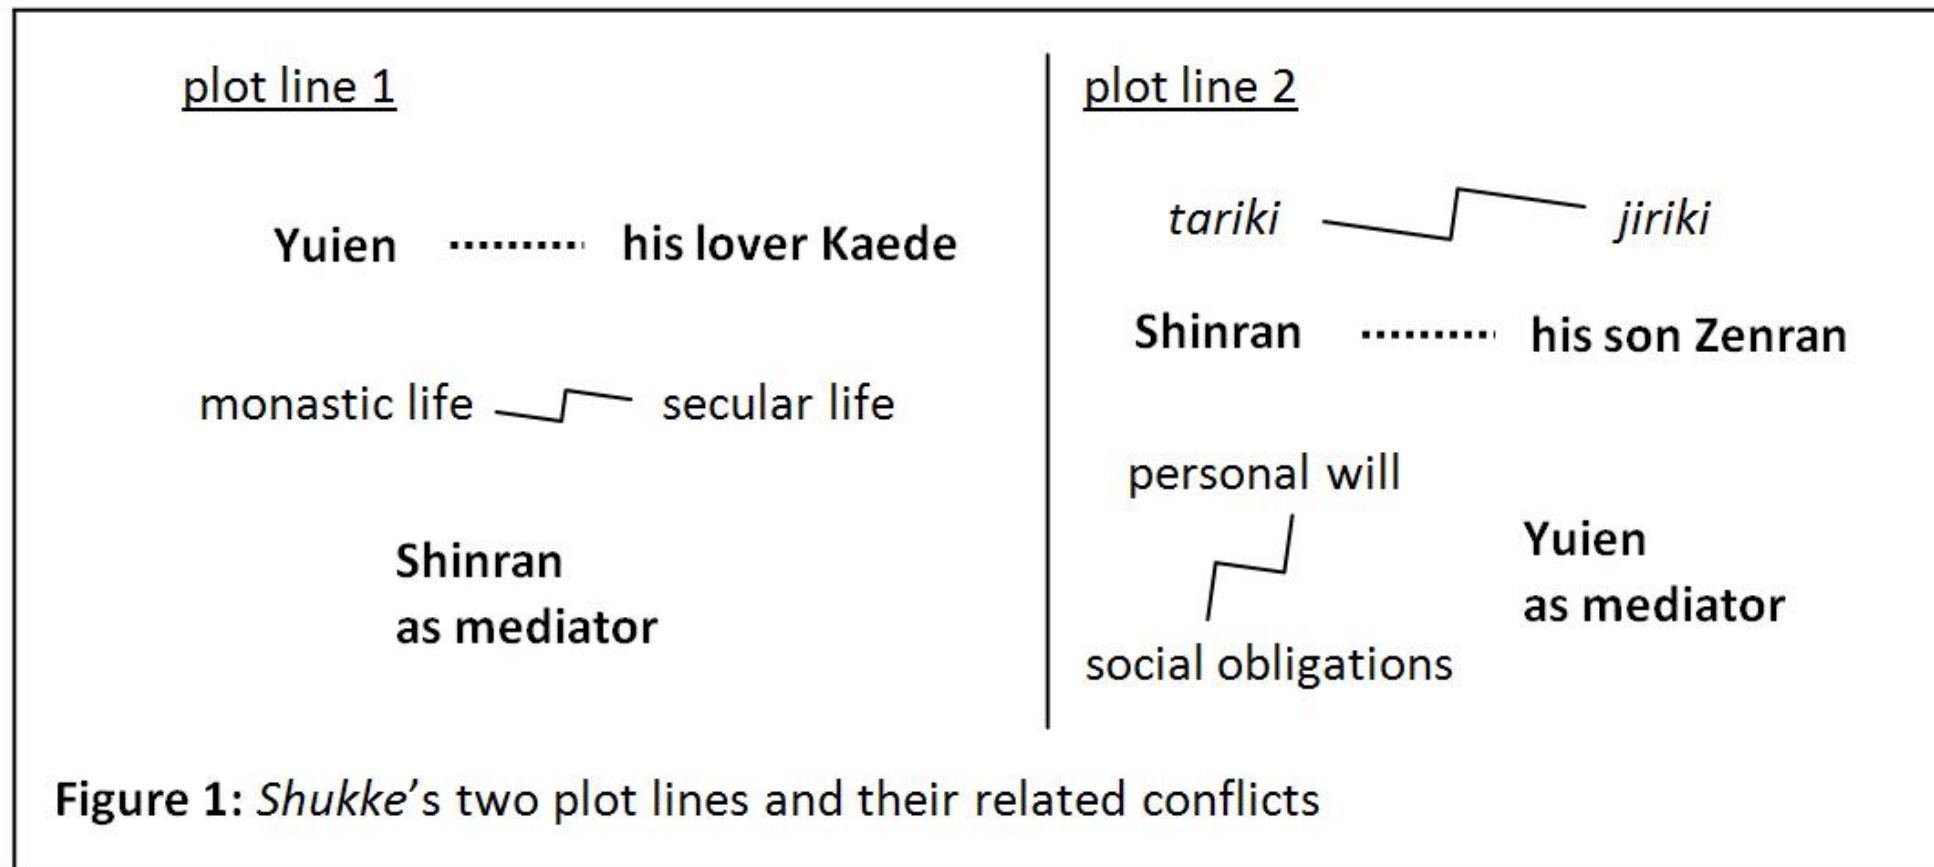 plot line 1
Yuien ········· his lover Kaede
monastic life secular life
Shinran
as mediator
plot line 2
tariki jiriki
Shinran ········· his son Zenran
personal will
social obligations
Yuien
as mediator
Figure 1: Shukke’s two plot lines and their related conflicts